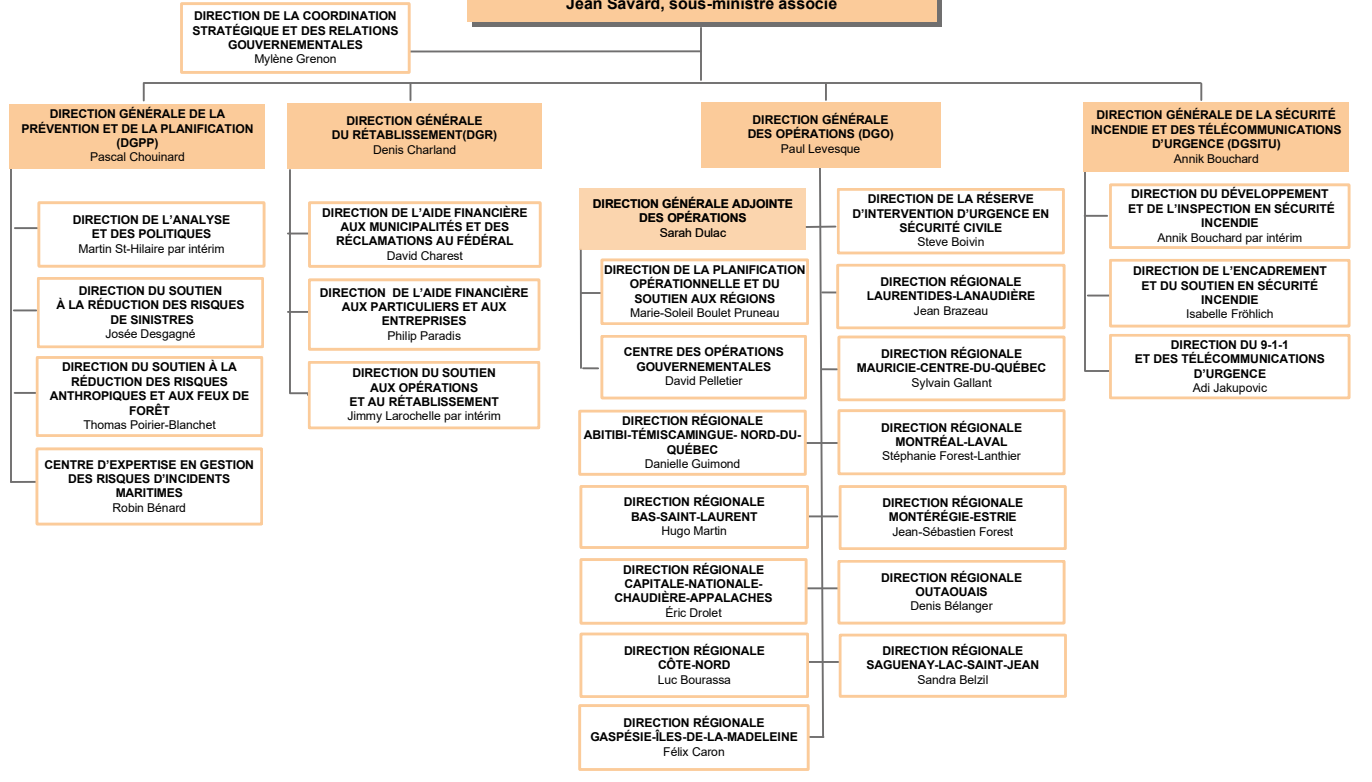 Jean Savard, sous-ministre associé
DIRECTION DE LA COORDINATION
STRATÉGIQUE ET DES RELATIONS
GOUVERNEMENTALES
Mylène Grenon
DIRECTION GÉNÉRALE DE LA
PRÉVENTION ET DE LA PLANIFICATION
(DGPP)
Pascal Chouinard
DIRECTION DE L'ANALYSE
ET DES POLITIQUES
Martin St-Hilaire par intérim
DIRECTION DU SOUTIEN
À LA RÉDUCTION DES RISQUES
DE SINISTRES
Josée Desgagné
DIRECTION DU SOUTIEN À LA
RÉDUCTION DES RISQUES
ANTHROPIQUES ET AUX FEUX DE
FORÊT
Thomas Poirier-Blanchet
CENTRE D'EXPERTISE EN GESTION
DES RISQUES D'INCIDENTS
MARITIMES
Robin Bénard
DIRECTION GÉNÉRALE
DU RÉTABLISSEMENT(DGR)
Denis Charland
DIRECTION DE L'AIDE FINANCIÈRE
AUX MUNICIPALITÉS ET DES
RÉCLAMATIONS AU FÉDÉRAL
David Charest
DIRECTION DE L'AIDE FINANCIÈRE
AUX PARTICULIERS ET AUX
ENTREPRISES
Philip Paradis
DIRECTION DU SOUTIEN
AUX OPÉRATIONS
ET AU RÉTABLISSEMENT
Jimmy Larochelle par intérim
DIRECTION GÉNÉRALE
DES OPÉRATIONS (DGO)
Paul Levesque
DIRECTION GÉNÉRALE ADJOINTE
DES OPÉRATIONS
Sarah Dulac
DIRECTION DE LA PLANIFICATION
OPÉRATIONNELLE ET DU
SOUTIEN AUX RÉGIONS
Marie-Soleil Boulet Pruneau
CENTRE DES OPÉRATIONS
GOUVERNEMENTALES
David Pelletier
DIRECTION RÉGIONALE
ABITIBI-TÉMISCAMINGUE- NORD-DU-
QUÉBEC
Danielle Guimond
DIRECTION RÉGIONALE
BAS-SAINT-LAURENT
Hugo Martin
DIRECTION RÉGIONALE
CAPITALE-NATIONALE-
CHAUDIÈRE-APPALACHES
Éric Drolet
DIRECTION RÉGIONALE
CÔTE-NORD
Luc Bourassa
DIRECTION RÉGIONALE
GASPÉSIE-ÎLES-DE-LA-MADELEINE
Félix Caron
DIRECTION DE LA RÉSERVE
D'INTERVENTION D'URGENCE EN
SÉCURITÉ CIVILE
Steve Boivin
DIRECTION RÉGIONALE
LAURENTIDES-LANAUDIÈRE
Jean Brazeau
DIRECTION RÉGIONALE
MAURICIE-CENTRE-DU-QUÉBEC
Sylvain Gallant
DIRECTION RÉGIONALE
MONTRÉAL-LAVAL
Stéphanie Forest-Lanthier
DIRECTION RÉGIONALE
MONTÉRÉGIE-ESTRIE
Jean-Sébastien Forest
DIRECTION RÉGIONALE
OUTAOUAIS
Denis Bélanger
DIRECTION RÉGIONALE
SAGUENAY-LAC-SAINT-JEAN
Sandra Belzil
DIRECTION GÉNÉRALE DE LA SÉCURITÉ
INCENDIE ET DES TÉLÉCOMMUNICATIONS
D'URGENCE (DGSITU)
Annik Bouchard
DIRECTION DU DÉVELOPPEMENT
ET DE L'INSPECTION EN SÉCURITÉ
INCENDIE
Annik Bouchard par intérim
DIRECTION DE L'ENCADREMENT
ET DU SOUTIEN EN SÉCURITÉ
INCENDIE
Isabelle Fröhlich
DIRECTION DU 9-1-1
ET DES TÉLÉCOMMUNICATIONS
D'URGENCE
Adi Jakupovic